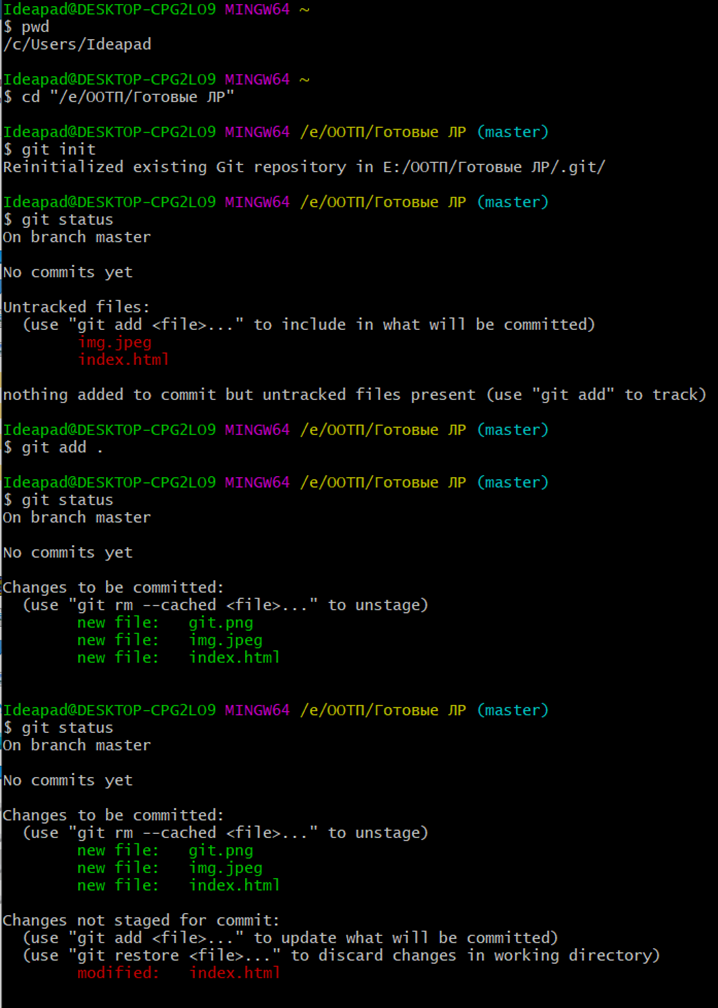 Ideapad@DESKTOP-CPG2LO9 MINGW64 ~
$ pwd
/c/Users/Ideapad
Ideapad@DESKTOP-CPG2LO9 MINGW64 ~
$ cd "/e/ООТП/Готовые ЛР"
Ideapad@DESKTOP-CPG2LO9 MINGW64 /e/ООТП/Готовые ЛР (master)
$ git init
Reinitialized existing Git repository in E:/ООТП/Готовые ЛР/.git/
Ideapad@DESKTOP-CPG2LO9 MINGW64 /e/ООТП/Готовые ЛР (master)
$ git status
On branch master
No commits yet
Untracked files:
  (use "git add <file>..." to include in what will be committed)
        img.jpeg
        index.html
nothing added to commit but untracked files present (use "git add" to track)
Ideapad@DESKTOP-CPG2LO9 MINGW64 /e/ООТП/Готовые ЛР (master)
$ git add .
Ideapad@DESKTOP-CPG2LO9 MINGW64 /e/ООТП/Готовые ЛР (master)
$ git status
On branch master
No commits yet
Changes to be committed:
  (use "git rm --cached <file>..." to unstage)
        new file:   git.png
        new file:   img.jpeg
        new file:   index.html
Ideapad@DESKTOP-CPG2LO9 MINGW64 /e/ООТП/Готовые ЛР (master)
$ git status
On branch master
No commits yet
Changes to be committed:
  (use "git rm --cached <file>..." to unstage)
        new file:   git.png
        new file:   img.jpeg
        new file:   index.html
Changes not staged for commit:
  (use "git add <file>..." to update what will be committed)
  (use "git restore <file>..." to discard changes in working directory)
        modified:   index.html